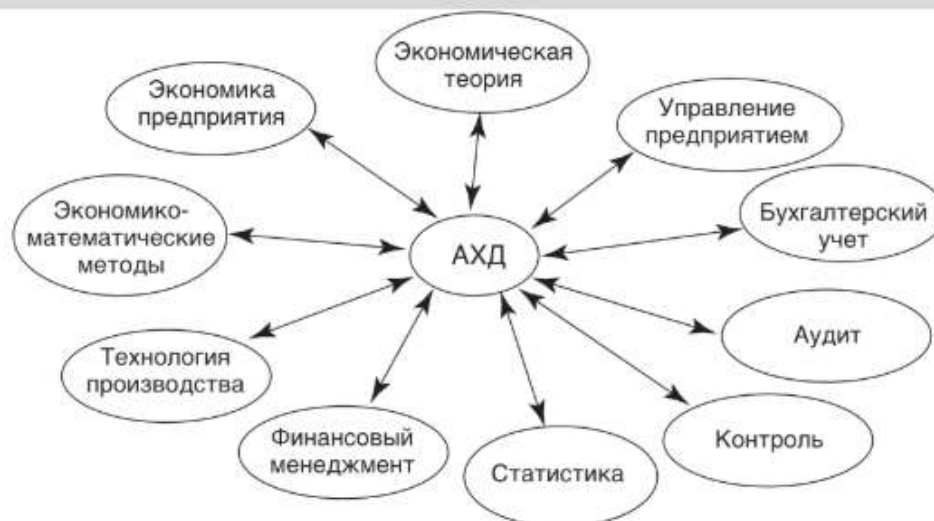 Экономическая
теория
Экономика
предприятия
Управление
предприятием
Экономико-
математические
методы
Бухгалтерский
учет
АХД
Технология
производства
Аудит
Финансовый
менеджмент
Статистика
Контроль